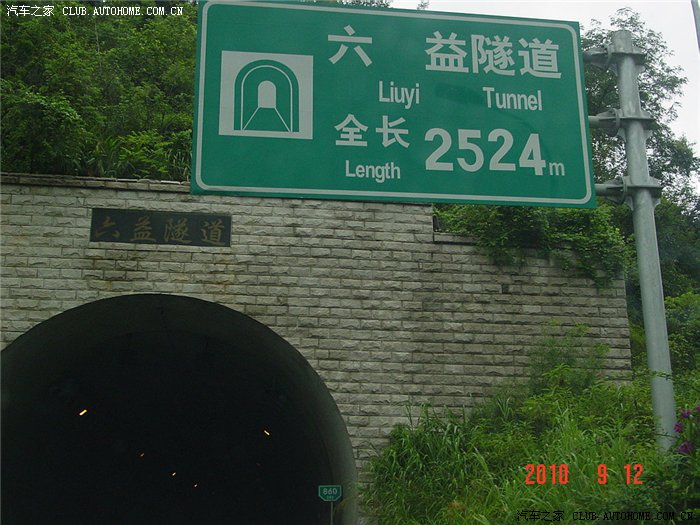 汽车之家 CLUB.AUTOHOME.COM.CN
六 益隧道
Liuyi Tunnel
全长 2524m
Length
六益隧道
860
2010 9 12
汽车之家 CLUB.AUTOHOME.COM.CN